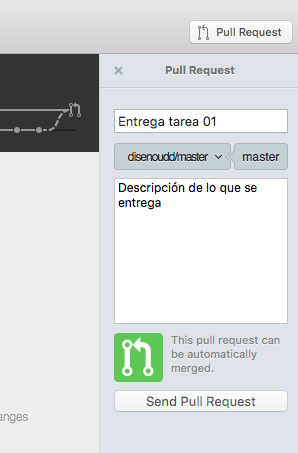 Pull Request
Pull Request
Entrega tarea 01
disenoudd/master
master
Descripción de lo que se
entrega
This pull request can
be automatically
merged.
Send Pull Request
anges